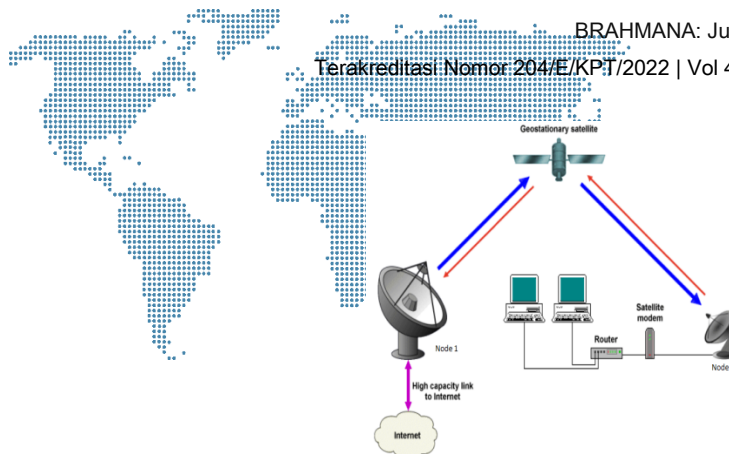 BRAHMANA: Ju
Terakreditasi Nomor 204/E/KPT/2022 | Vol 4
Geostationary satellite
Satellite
modem
Router
Node 1
Node
High capacity link
to Internet
Internet